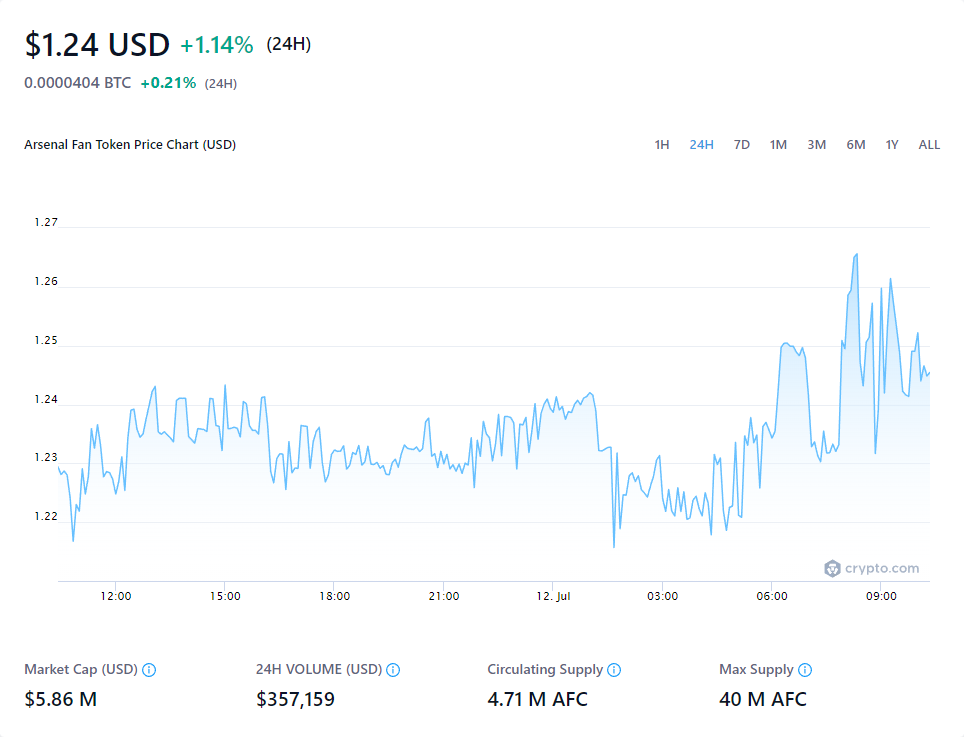 $1.24 USD +1.14% (24H)
0.0000404 BTC +0.21% (24H)
Arsenal Fan Token Price Chart (USD) 1H 24H 7D 1M 3M 6M 1Y ALL
1.27
1.26
1.25
1.24
1.23
1.22
crypto.com
12:00 15:00 18:00 21:00 12. Jul 03:00 06:00 09:00
Market Cap (USD) 24H VOLUME (USD) Circulating Supply Max Supply
$5.86 M $357,159 4.71 M AFC 40 M AFC